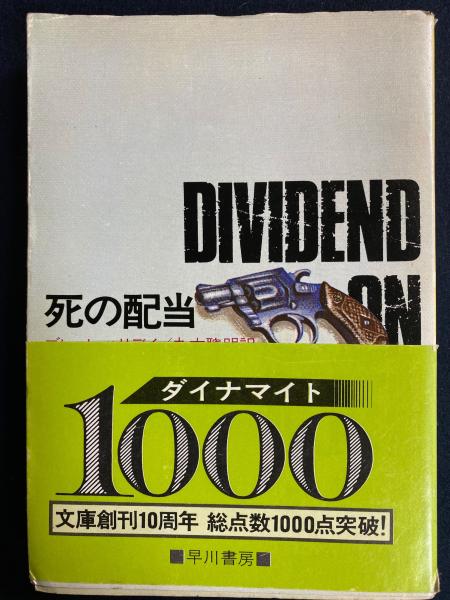 DIVIDEND
ON
死の配当
ダイナマイト
1000
文庫創刊10周年 総点数1000点突破!
早川書房